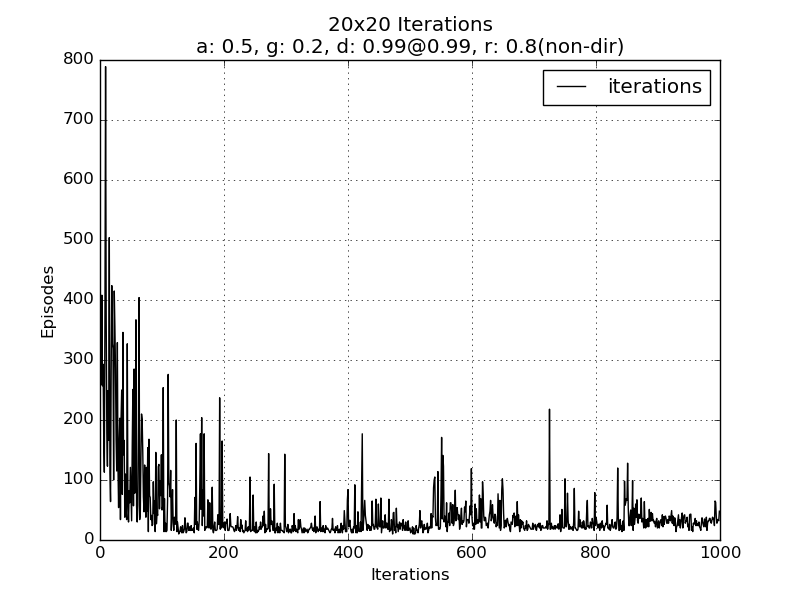 20x20 Iterations
a: 0.5, g: 0.2, d: 0.99@0.99, r: 0.8(non-dir)
800
iterations
700
600
500
400
300
200
100
0
Episodes
0 200 400 600 800 1000
Iterations